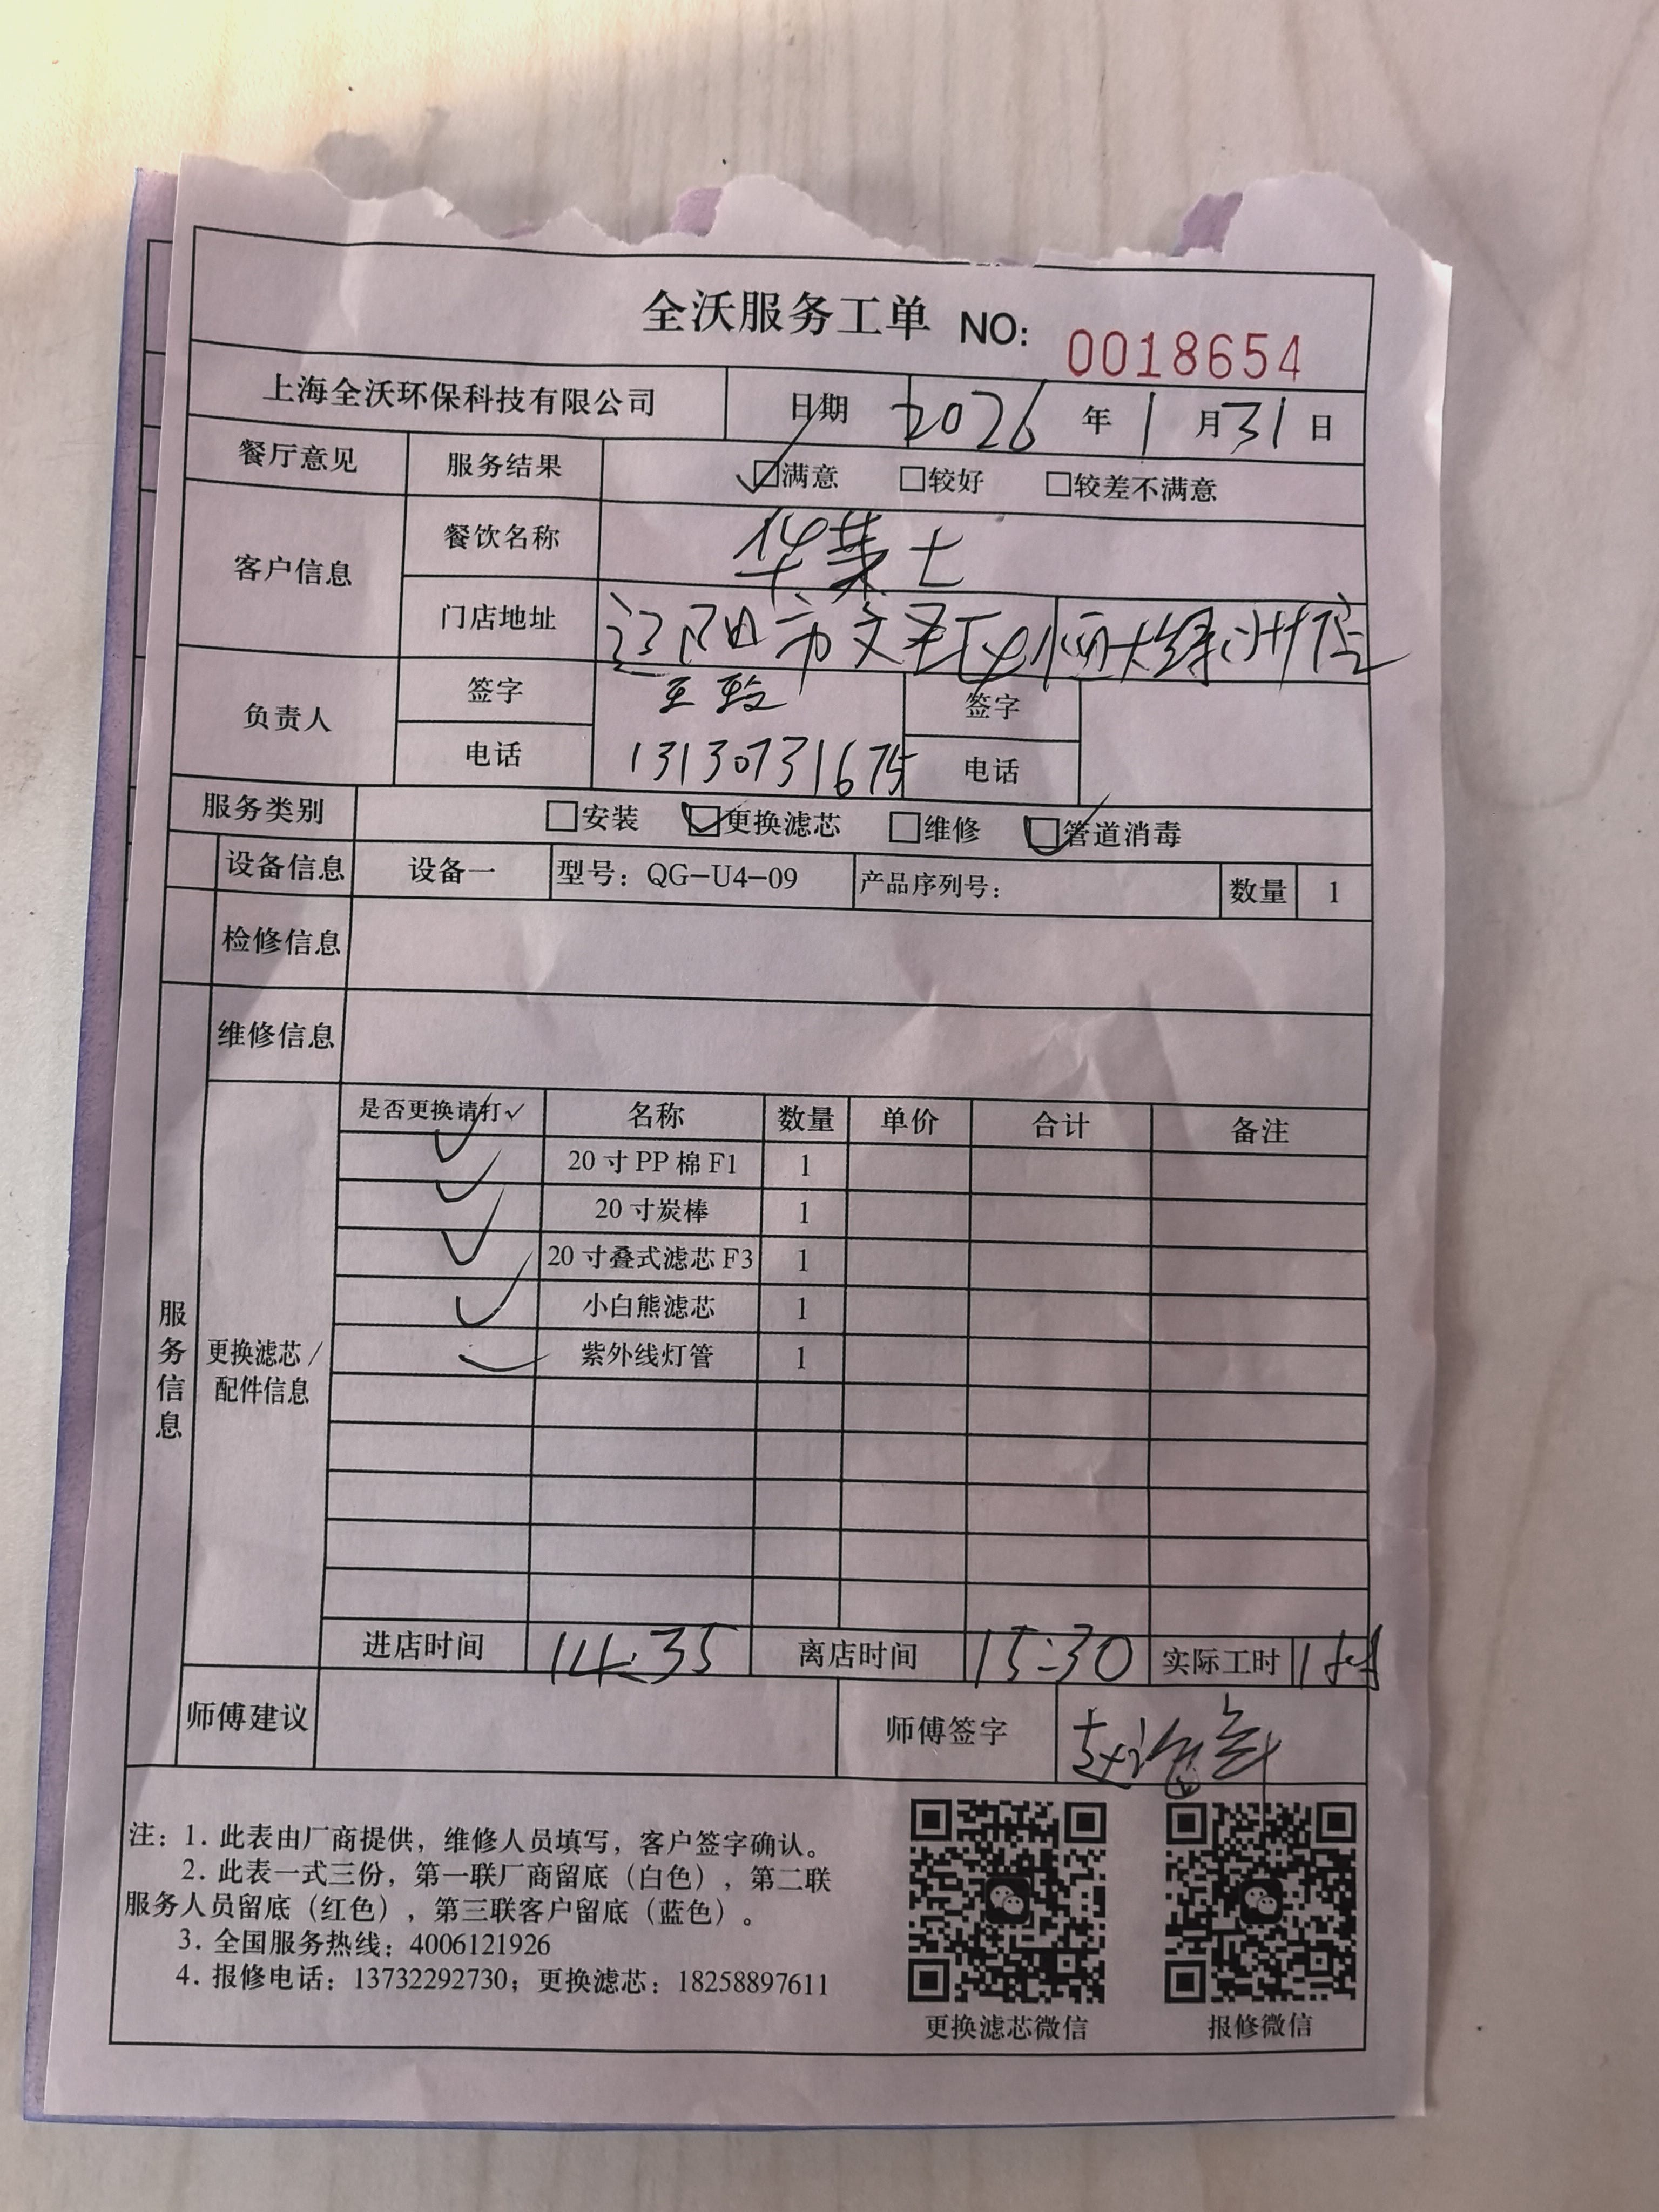 全沃服务工单 NO: 0018654
上海全沃环保科技有限公司 日期 2026 年 1 月 31 日
餐厅意见 服务结果 ☑满意 □较好 □较差不满意
客户信息 餐饮名称 华莱士
门店地址 辽阳市文圣区恒大绿洲店
负责人 签字 签字
电话 13130731675 电话
服务类别 □安装 ☑更换滤芯 □维修 ☑管道消毒
设备信息 设备一 型号：QG-U4-09 产品序列号： 数量 1
检修信息
维修信息
服务信息
更换滤芯/配件信息
是否更换请打✓ 名称 数量 单价 合计 备注
✓ 20寸PP棉F1 1
✓ 20寸炭棒 1
✓ 20寸叠式滤芯F3 1
✓ 小白熊滤芯 1
✓ 紫外线灯管 1
进店时间 14:35 离店时间 15:30 实际工时 1
师傅建议 师傅签字
注：1. 此表由厂商提供，维修人员填写，客户签字确认。
2. 此表一式三份，第一联厂商留底（白色），第二联
服务人员留底（红色），第三联客户留底（蓝色）。
3. 全国服务热线：4006121926
4. 报修电话：13732292730；更换滤芯：18258897611
更换滤芯微信 报修微信